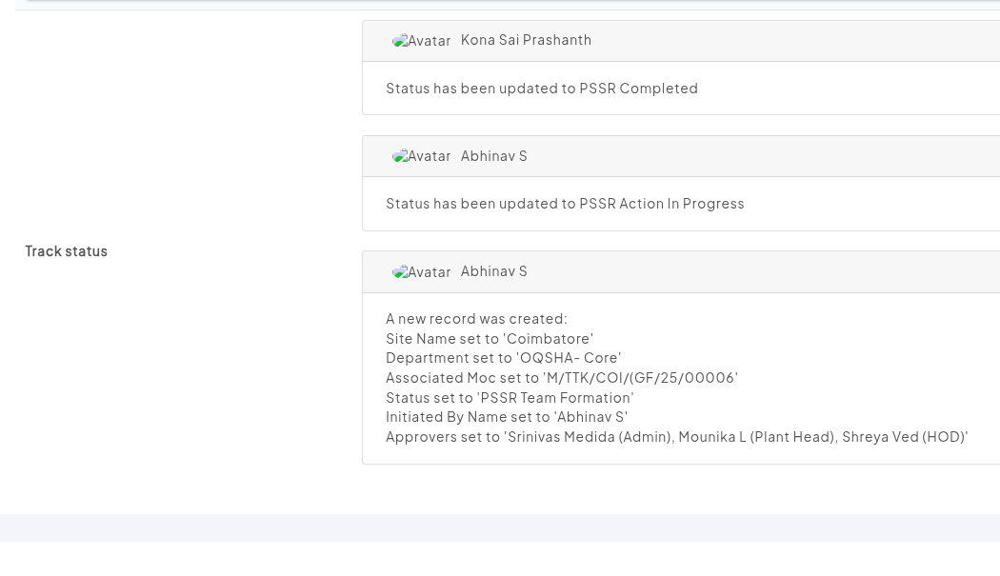 Avatar Kona Sai Prashanth
Status has been updated to PSSR Completed
Avatar Abhinav S
Status has been updated to PSSR Action In Progress
Track status
Avatar Abhinav S
A new record was created:
Site Name set to 'Coimbatore'
Department set to 'OQSHA- Core'
Associated Moc set to 'M/TTK/COI/(GF/25/00006'
Status set to 'PSSR Team Formation'
Initiated By Name set to 'Abhinav S'
Approvers set to 'Srinivas Medida (Admin), Mounika L (Plant Head), Shreya Ved (HOD)'